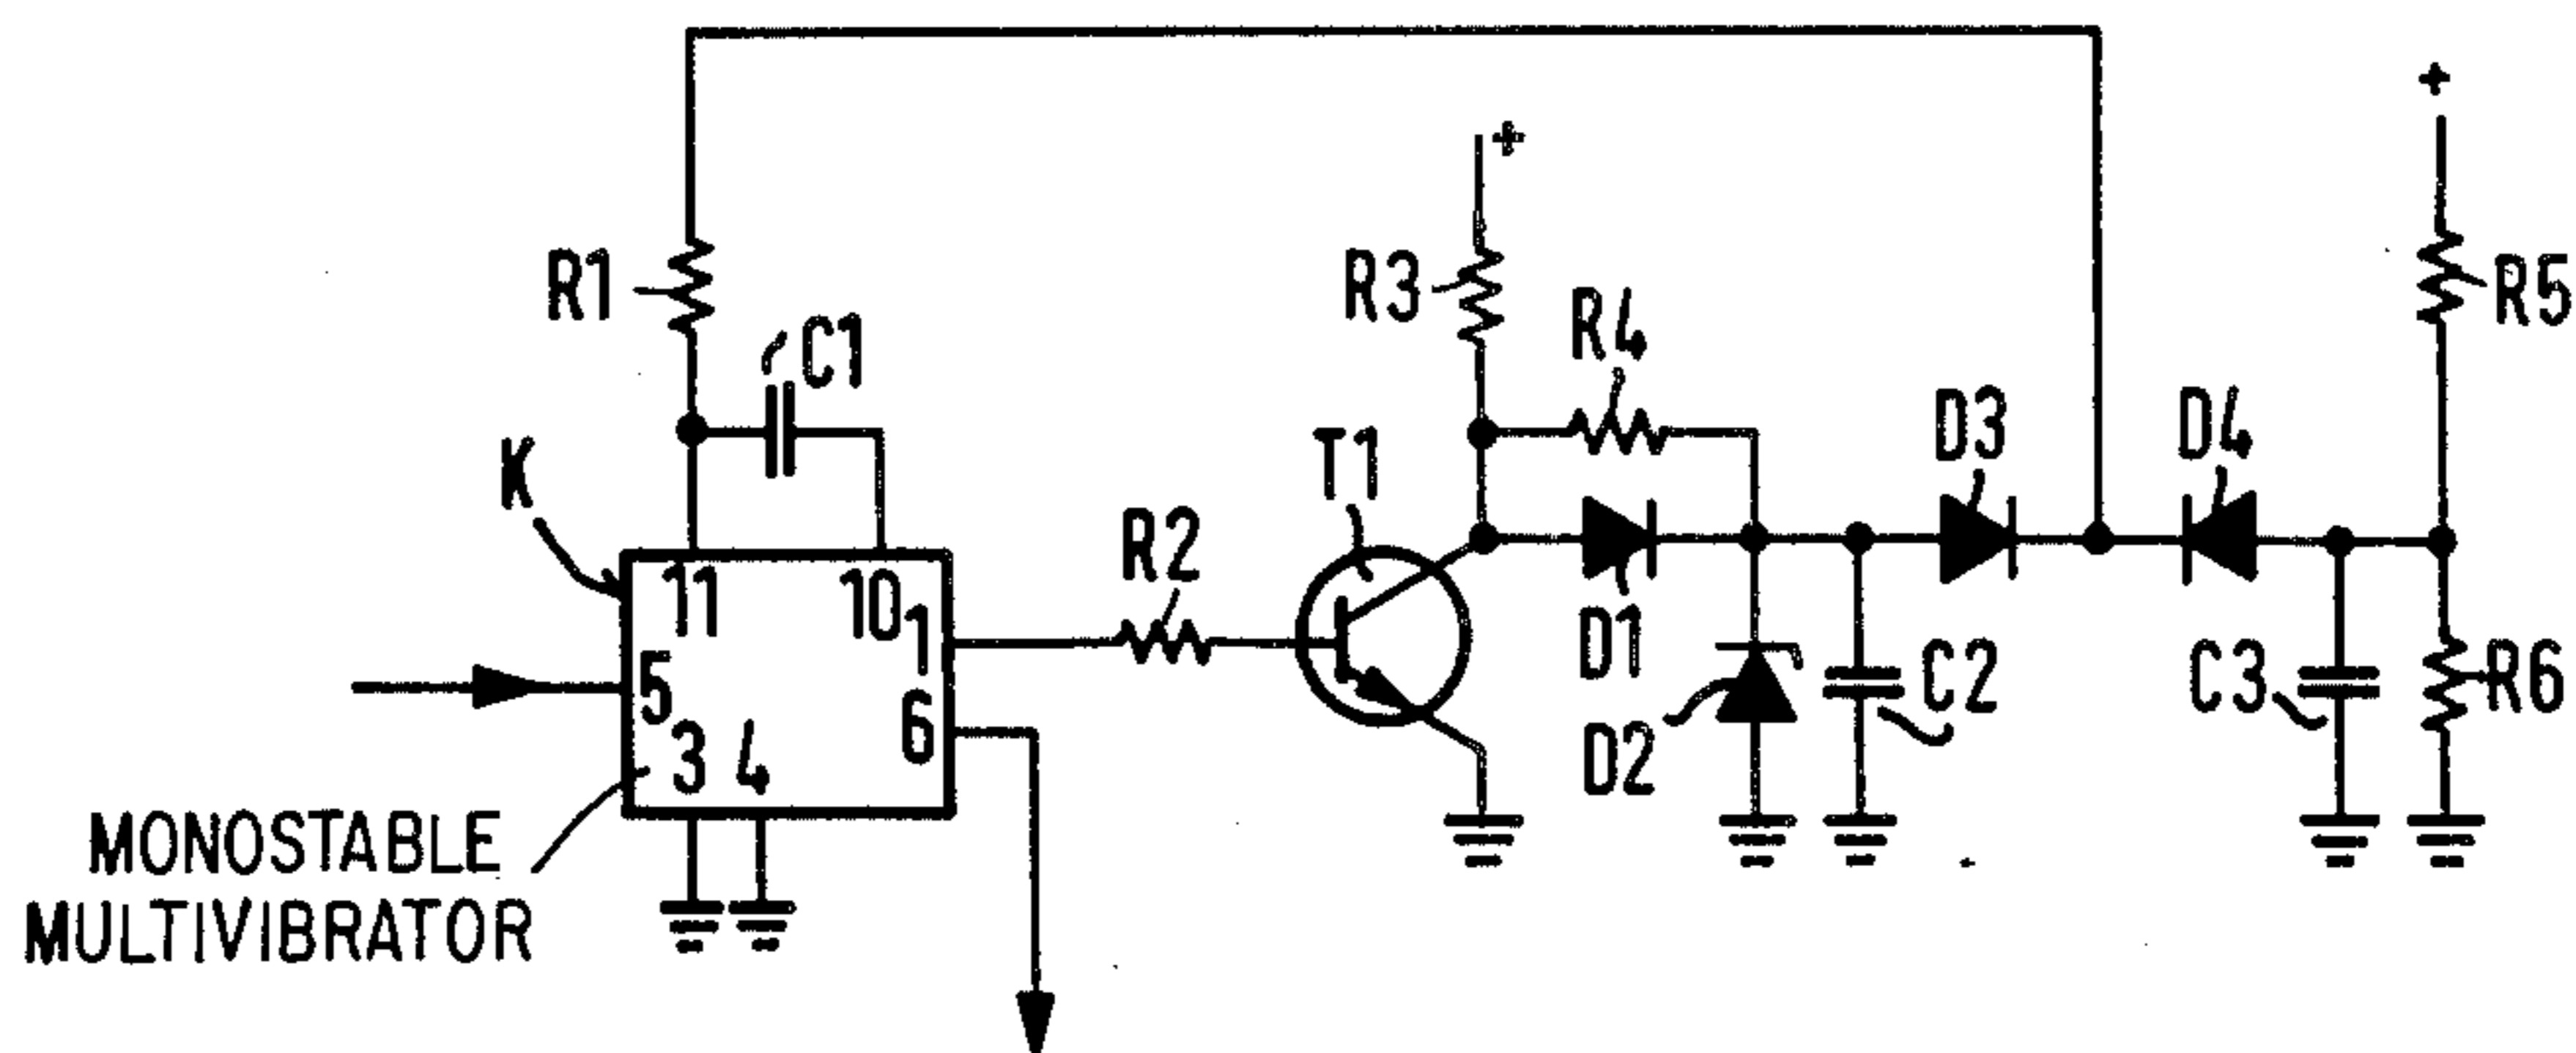 +
+
R1
R3
R5
R4
C1
D3
D4
T1
K
R2
11
10
1
D1
5
C2
C3
R6
6
3
4
D2
MONOSTABLE
MULTIVIBRATOR